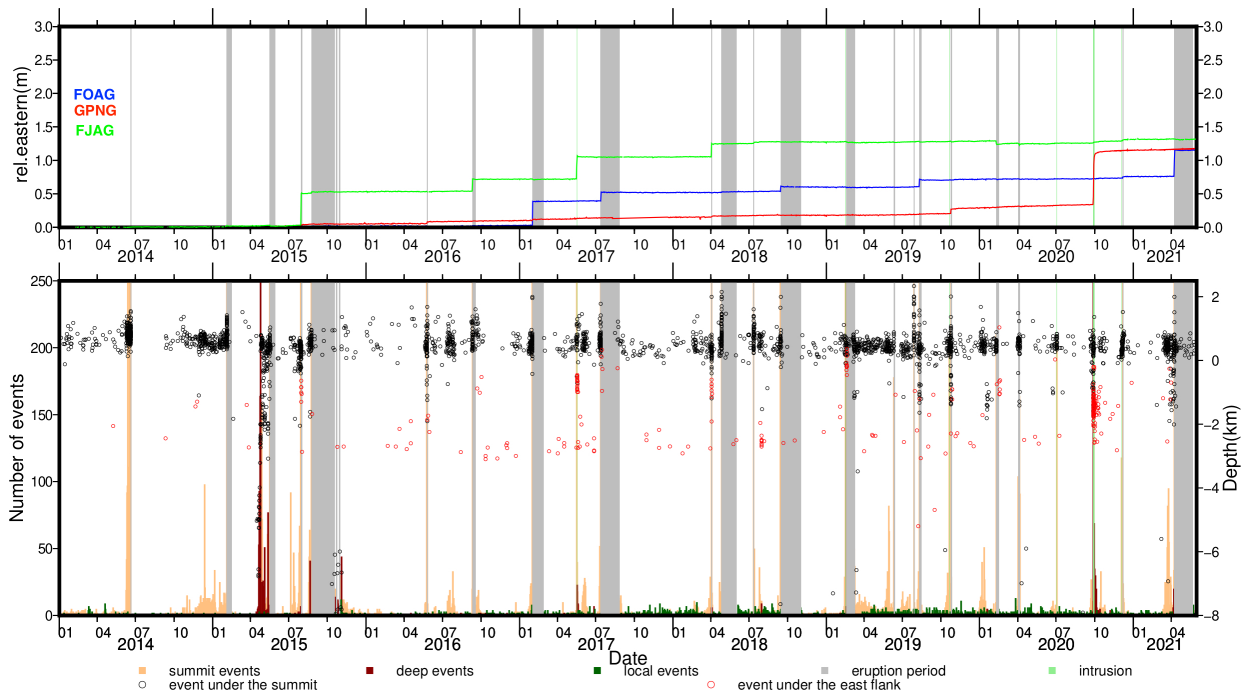 3.0 3.0
2.5 2.5
2.0 2.0
1.5 1.5
1.0 1.0
0.5 0.5
0.0 0.0
rel.eastern(m)
FOAG
GPNG
FJAG
01 04 07 10 01 04 07 10 01 04 07 10 01 04 07 10 01 04 07 10 01 04 07 10 01 04 07 10 01 04
2014 2015 2016 2017 2018 2019 2020 2021
250
200
150
100
50
0
Number of events
2
0
−2
−4
−6
−8
Depth(km)
01 04 07 10 01 04 07 10 01 04 07 10 01 04 07 10 01 04 07 10 01 04 07 10 01 04 07 10 01 04
2014 2015 2016 2017 2018 2019 2020 2021
Date
summit events deep events local events eruption period intrusion
event under the summit event under the east flank